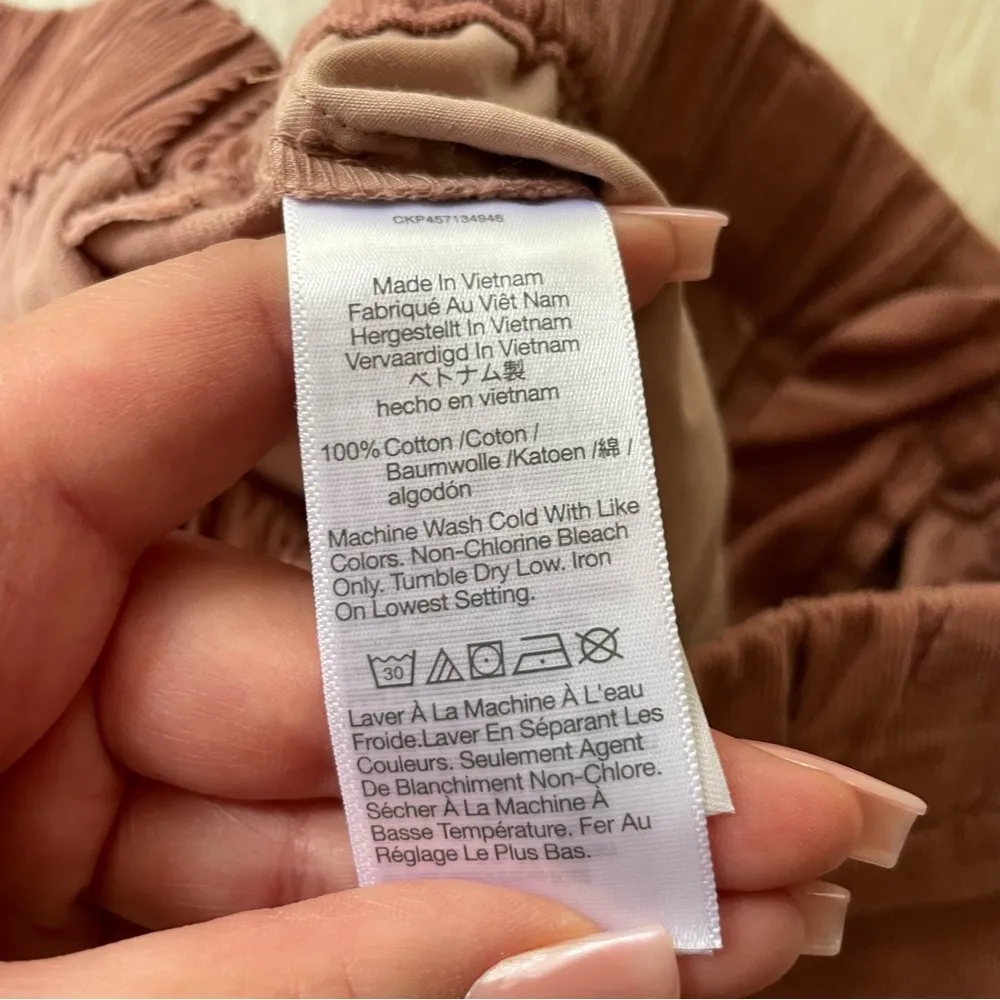 CKP457134946
Made In Vietnam
Fabriqué Au Viêt Nam
Hergestellt In Vietnam
Vervaardigd In Vietnam
ベトナム製
hecho en vietnam
100% Cotton /Coton /
Baumwolle /Katoen /綿 /
algodón
Machine Wash Cold With Like
Colors. Non-Chlorine Bleach
Only. Tumble Dry Low. Iron
On Lowest Setting.
30
Laver À La Machine À L'eau
Froide.Laver En Séparant Les
Couleurs. Seulement Agent
De Blanchiment Non-Chlore.
Sécher À La Machine À
Basse Température. Fer Au
Réglage Le Plus Bas.